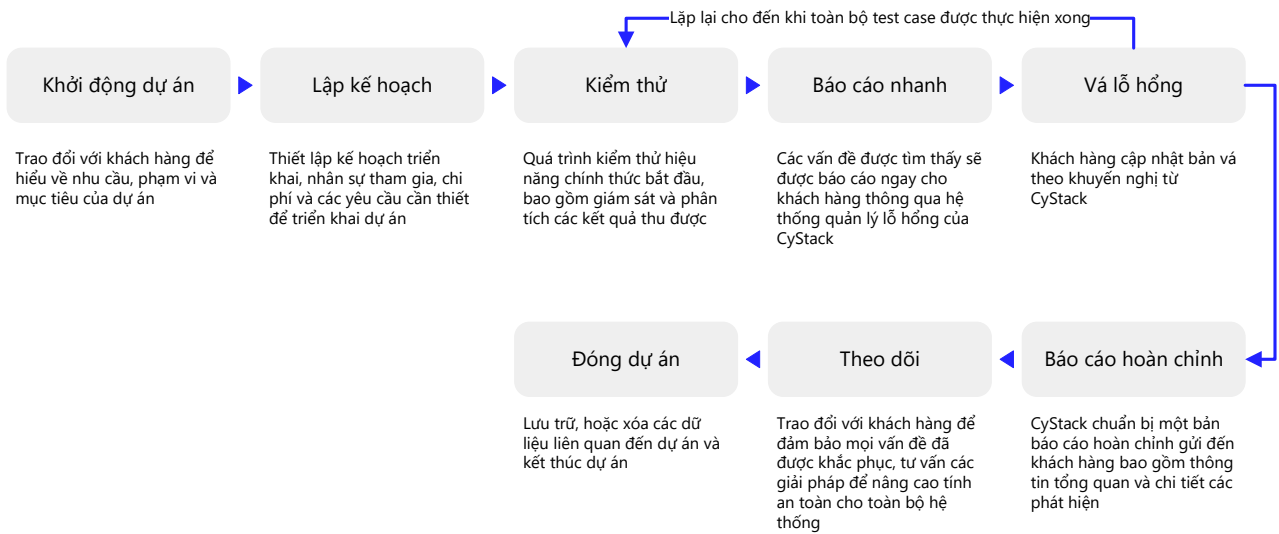 Lặp lại cho đến khi toàn bộ test case được thực hiện xong
Khởi động dự án
Lập kế hoạch
Kiểm thử
Báo cáo nhanh
Vá lỗ hổng
Trao đổi với khách hàng để
hiểu về nhu cầu, phạm vi và
mục tiêu của dự án
Thiết lập kế hoạch triển
khai, nhân sự tham gia, chi
phí và các yêu cầu cần thiết
để triển khai dự án
Quá trình kiểm thử hiệu
năng chính thức bắt đầu,
bao gồm giám sát và phân
tích các kết quả thu được
Các vấn đề được tìm thấy sẽ
được báo cáo ngay cho
khách hàng thông qua hệ
thống quản lý lỗ hổng của
CyStack
Khách hàng cập nhật bản vá
theo khuyến nghị từ
CyStack
Đóng dự án
Theo dõi
Báo cáo hoàn chỉnh
Lưu trữ, hoặc xóa các dữ
liệu liên quan đến dự án và
kết thúc dự án
Trao đổi với khách hàng để
đảm bảo mọi vấn đề đã
được khắc phục, tư vấn các
giải pháp để nâng cao tính
an toàn cho toàn bộ hệ
thống
CyStack chuẩn bị một bản
báo cáo hoàn chỉnh gửi đến
khách hàng bao gồm thông
tin tổng quan và chi tiết các
phát hiện